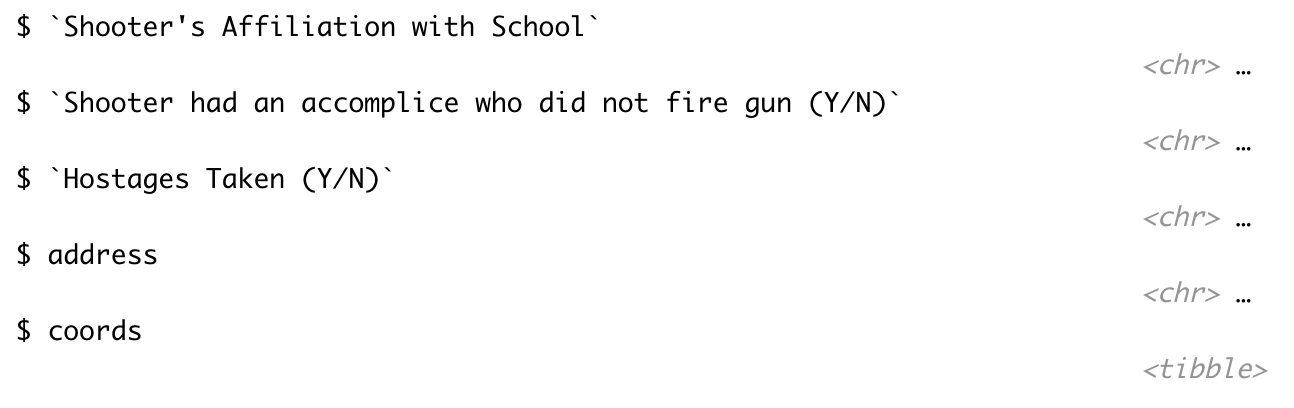 $ `Shooter's Affiliation with School`
<chr> …
$ `Shooter had an accomplice who did not fire gun (Y/N)`
<chr> …
$ `Hostages Taken (Y/N)`
<chr> …
$ address
<chr> …
$ coords
<tibble>